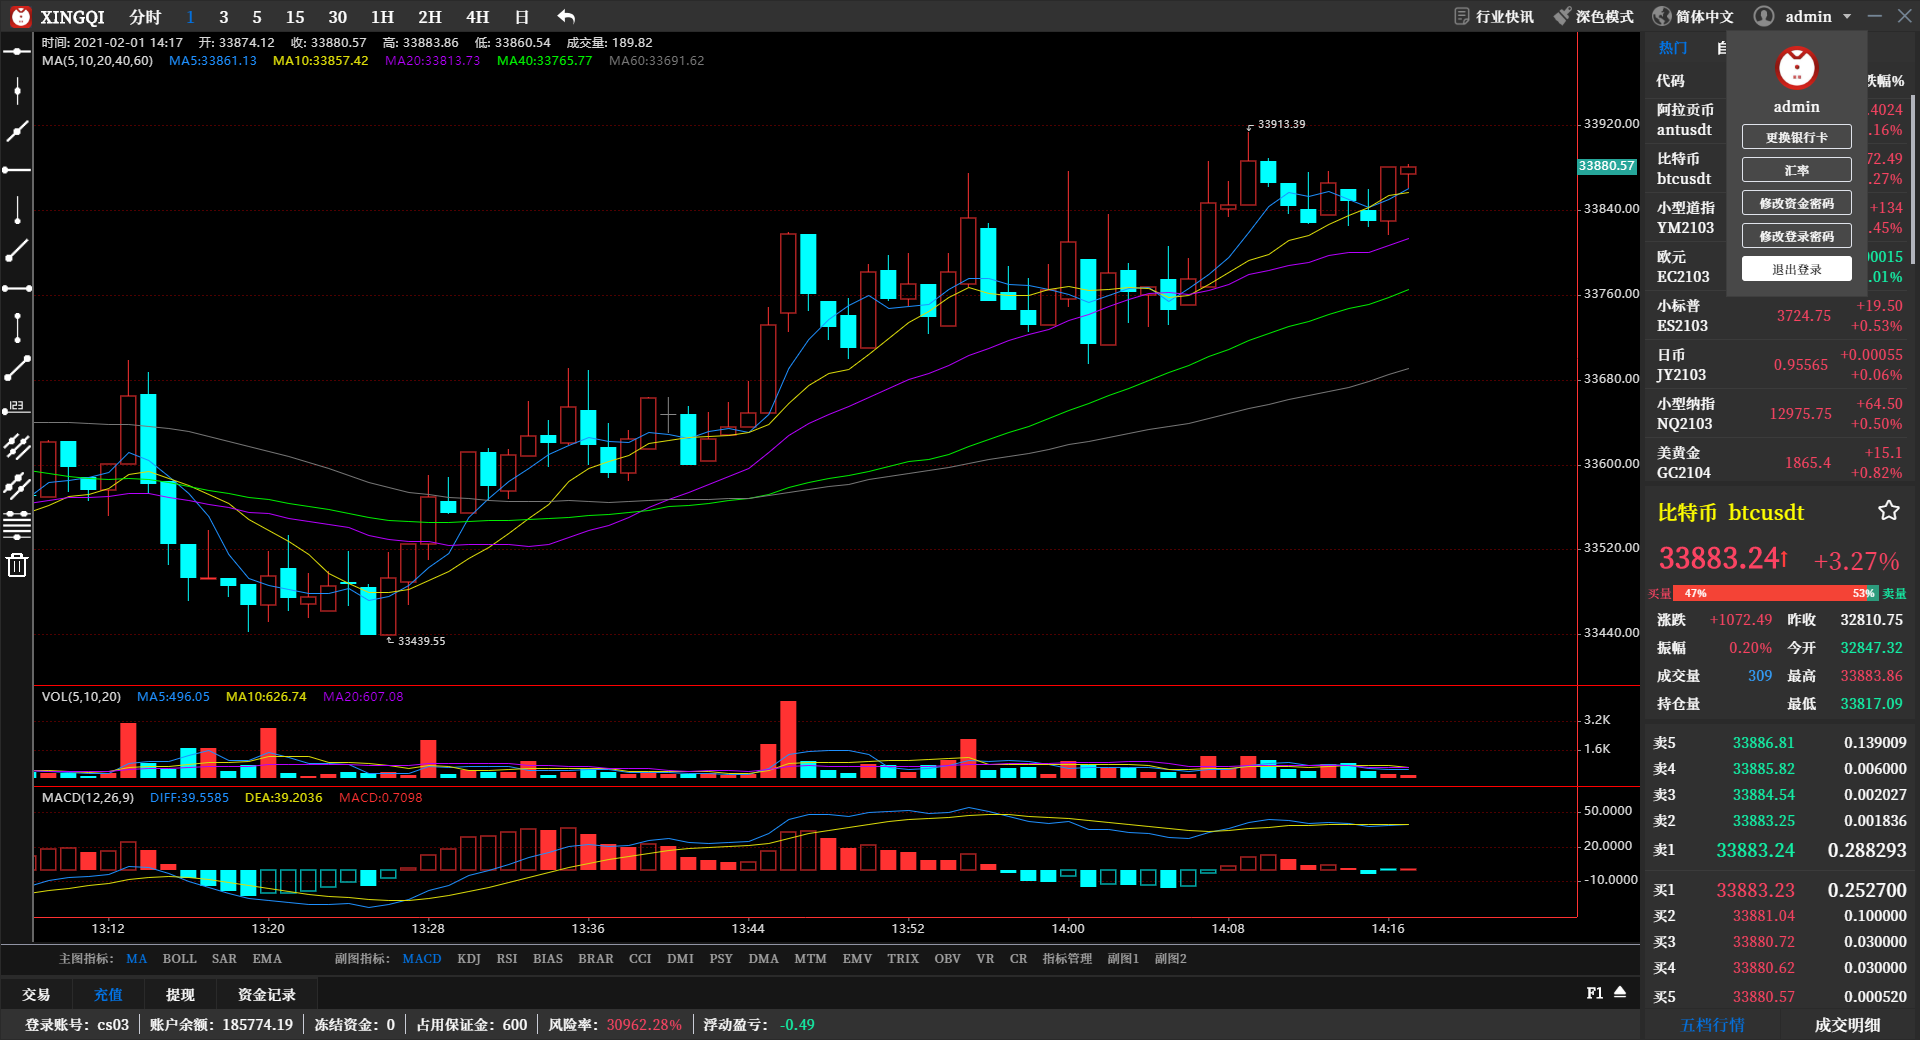 XINGQI 分时 1 3 5 15 30 1H 2H 4H 日 行业快讯 深色模式 简体中文 admin
时间: 2021-02-01 14:17 开: 33874.12 收: 33880.57 高: 33883.86 低: 33860.54 成交量: 189.82
MA(5,10,20,40,60) MA5:33861.13 MA10:33857.42 MA20:33813.73 MA40:33765.77 MA60:33691.62
33913.39
33439.55
33920.00
33880.57
33840.00
33760.00
33680.00
33600.00
33520.00
33440.00
123
VOL(5,10,20) MA5:496.05 MA10:626.74 MA20:607.08
3.2K
1.6K
MACD(12,26,9) DIFF:39.5585 DEA:39.2036 MACD:0.7098
50.0000
20.0000
-10.0000
13:12 13:20 13:28 13:36 13:44 13:52 14:00 14:08 14:16
主图指标: MA BOLL SAR EMA 副图指标: MACD KDJ RSI BIAS BRAR CCI DMI PSY DMA MTM EMV TRIX OBV VR CR 指标管理 副图1 副图2
交易 充值 提现 资金记录 F1
登录账号: cs03 账户余额: 185774.19 冻结资金: 0 占用保证金: 600 风险率: 30962.28% 浮动盈亏: -0.49
热门
代码 幅%
阿拉贡币 4024
antusdt .16%
比特币 72.49
btcusdt .27%
小型道指 +134
YM2103 .45%
欧元 00015
EC2103 .01%
admin
更换银行卡
汇率
修改资金密码
修改登录密码
退出登录
小标普 3724.75 +19.50
ES2103 +0.53%
日币 0.95565 +0.00055
JY2103 +0.06%
小型纳指 12975.75 +64.50
NQ2103 +0.50%
美黄金 1865.4 +15.1
GC2104 +0.82%
比特币 btcusdt
33883.24↑ +3.27%
买量 47% 53% 卖量
涨跌 +1072.49 昨收 32810.75
振幅 0.20% 今开 32847.32
成交量 309 最高 33883.86
持仓量 最低 33817.09
卖5 33886.81 0.139009
卖4 33885.82 0.006000
卖3 33884.54 0.002027
卖2 33883.25 0.001836
卖1 33883.24 0.288293
买1 33883.23 0.252700
买2 33881.04 0.100000
买3 33880.72 0.030000
买4 33880.62 0.030000
买5 33880.57 0.000520
五档行情 成交明细